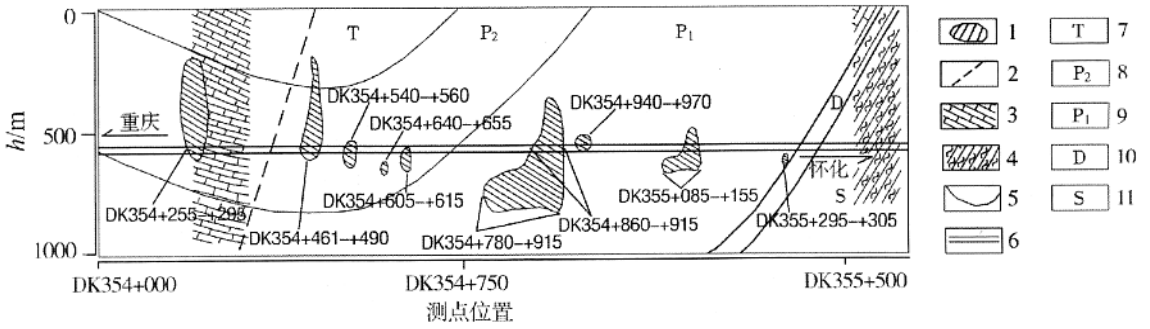 0
500
1000
h/m
重庆
T
P₂
P₁
D
怀化
S
DK354+540-+560
DK354+940-+970
DK354+640-+655
DK354+255-+295
DK354+605-+615
DK355+085-+155
DK354+461-+490
DK354+780-+915
DK354+860-+915
DK355+295-+305
DK354+000
DK354+750
DK355+500
测点位置
1 T 7
2 P₂ 8
3 P₁ 9
4 D 10
5 S 11
6